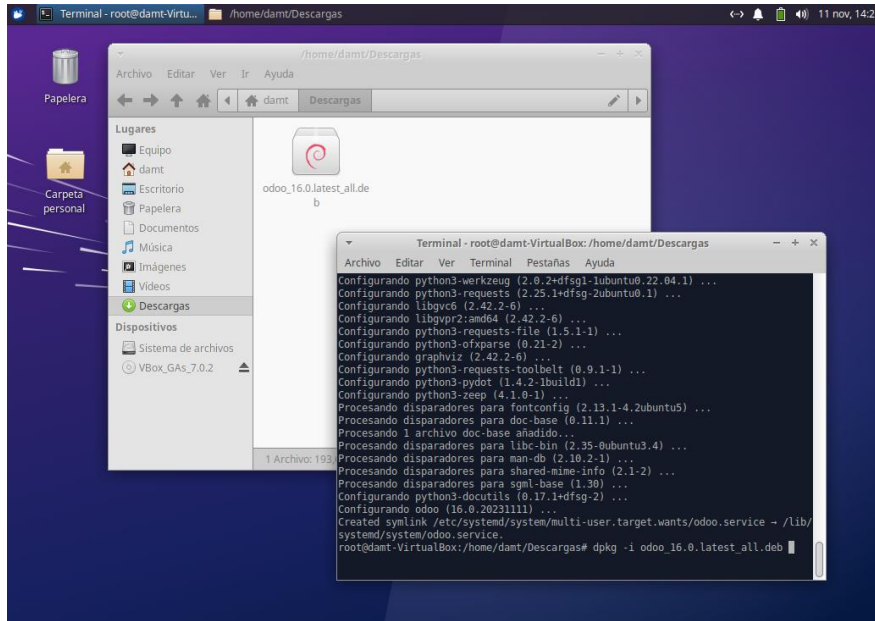 Terminal - root@damt-Virtu...
/home/damt/Descargas
11 nov, 14:2
Papelera
Carpeta
personal
/home/damt/Descargas
Archivo Editar Ver Ir Ayuda
damt Descargas
Lugares
Equipo
damt
Escritorio
Papelera
Documentos
Música
Imágenes
Vídeos
Descargas
Dispositivos
Sistema de archivos
VBox_GAs_7.0.2
odoo_16.0.latest_all.de
b
1 Archivo: 193,
Terminal - root@damt-VirtualBox: /home/damt/Descargas
Archivo Editar Ver Terminal Pestañas Ayuda
Configurando python3-werkzeug (2.0.2+dfsg1-1ubuntu0.22.04.1) ...
Configurando python3-requests (2.25.1+dfsg-2ubuntu0.1) ...
Configurando libgvc6 (2.42.2-6) ...
Configurando libgvpr2:amd64 (2.42.2-6) ...
Configurando python3-requests-file (1.5.1-1) ...
Configurando python3-ofxparse (0.21-2) ...
Configurando graphviz (2.42.2-6) ...
Configurando python3-requests-toolbelt (0.9.1-1) ...
Configurando python3-pydot (1.4.2-1build1) ...
Configurando python3-zeep (4.1.0-1) ...
Procesando disparadores para fontconfig (2.13.1-4.2ubuntu5) ...
Procesando disparadores para doc-base (0.11.1) ...
Procesando 1 archivo doc-base añadido...
Procesando disparadores para libc-bin (2.35-0ubuntu3.4) ...
Procesando disparadores para man-db (2.10.2-1) ...
Procesando disparadores para shared-mime-info (2.1-2) ...
Procesando disparadores para sgml-base (1.30) ...
Configurando python3-docutils (0.17.1+dfsg-2) ...
Configurando odoo (16.0.20231111) ...
Created symlink /etc/systemd/system/multi-user.target.wants/odoo.service → /lib/
systemd/system/odoo.service.
root@damt-VirtualBox:/home/damt/Descargas# dpkg -i odoo_16.0.latest_all.deb